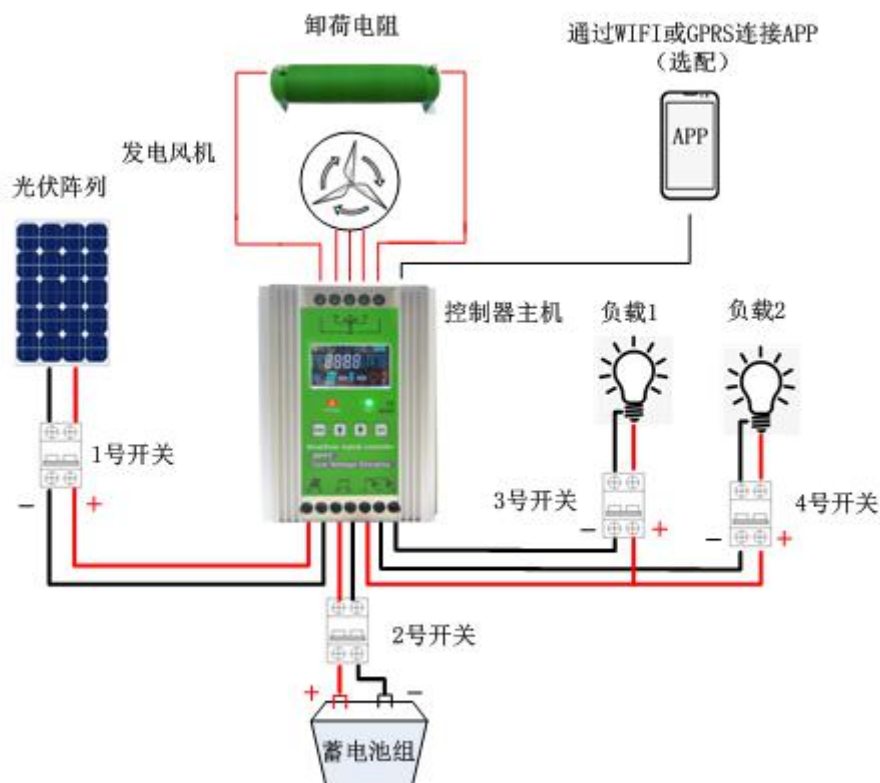 卸荷电阻
通过WIFI或GPRS连接APP
（选配）
APP
发电风机
光伏阵列
控制器主机
负载1
负载2
1号开关
- +
3号开关
- +
4号开关
- +
2号开关
+ -
蓄电池组
MPPT